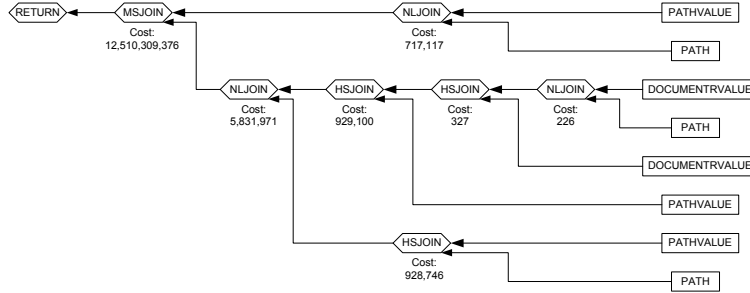 RETURN
MSJOIN
NLJOIN
PATHVALUE
Cost:
12,510,309,376
Cost:
717,117
PATH
NLJOIN
HSJOIN
HSJOIN
NLJOIN
DOCUMENTRVALUE
Cost:
5,831,971
Cost:
929,100
Cost:
327
Cost:
226
PATH
DOCUMENTRVALUE
PATHVALUE
HSJOIN
PATHVALUE
Cost:
928,746
PATH